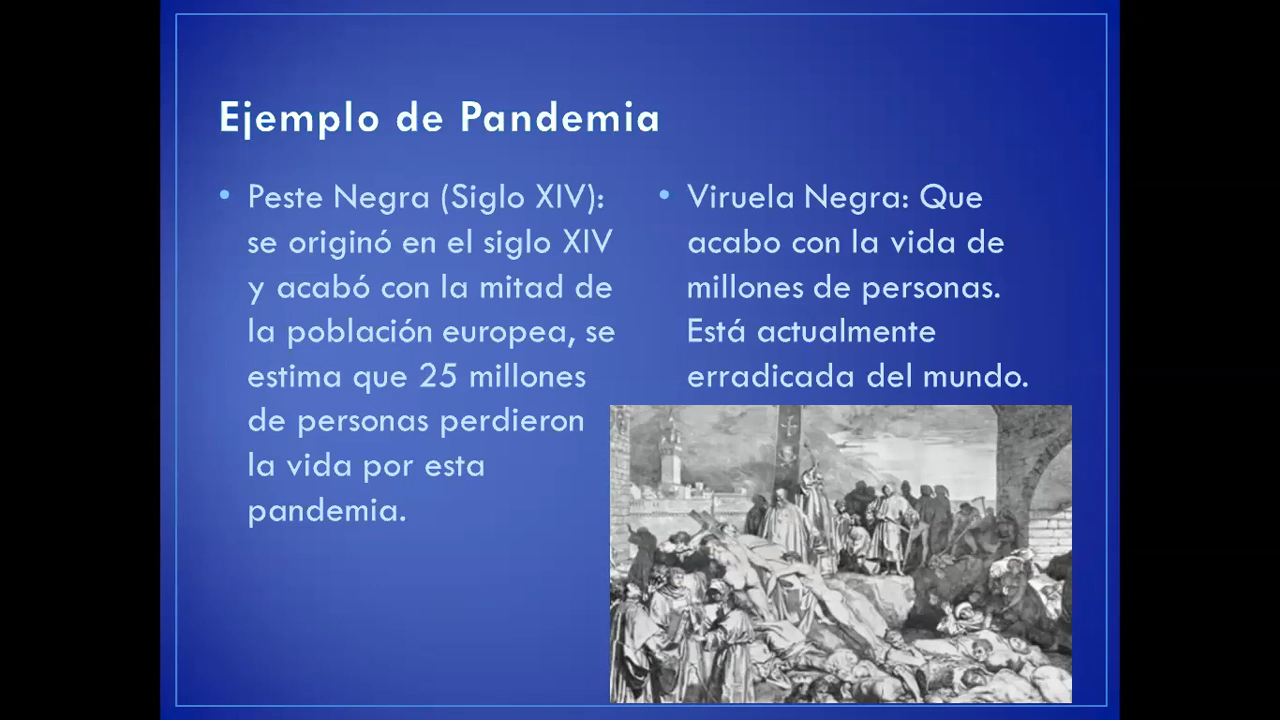 Ejemplo de Pandemia
• Peste Negra (Siglo XIV):
se originó en el siglo XIV
y acabó con la mitad de
la población europea, se
estima que 25 millones
de personas perdieron
la vida por esta
pandemia.
• Viruela Negra: Que
acabo con la vida de
millones de personas.
Está actualmente
erradicada del mundo.